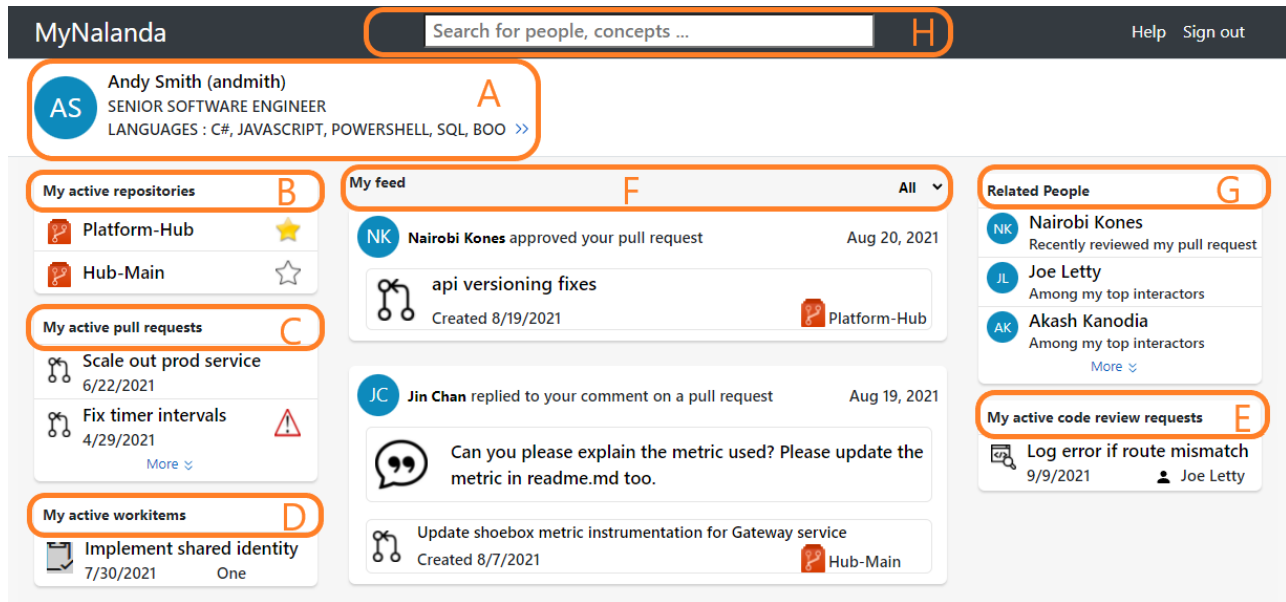 MyNalanda
Search for people, concepts ...
H
Help Sign out
AS
Andy Smith (andmith)
SENIOR SOFTWARE ENGINEER
LANGUAGES : C#, JAVASCRIPT, POWERSHELL, SQL, BOO >>
A
My active repositories
B
Platform-Hub
Hub-Main
My active pull requests
C
Scale out prod service
6/22/2021
Fix timer intervals
4/29/2021
More
My active workitems
D
Implement shared identity
7/30/2021 One
My feed
F
All
NK
Nairobi Kones approved your pull request
Aug 20, 2021
api versioning fixes
Created 8/19/2021
Platform-Hub
JC
Jin Chan replied to your comment on a pull request
Aug 19, 2021
Can you please explain the metric used? Please update the
metric in readme.md too.
Update shoebox metric instrumentation for Gateway service
Created 8/7/2021
Hub-Main
Related People
G
NK
Nairobi Kones
Recently reviewed my pull request
JL
Joe Letty
Among my top interactors
AK
Akash Kanodia
Among my top interactors
More
My active code review requests
E
Log error if route mismatch
9/9/2021 Joe Letty